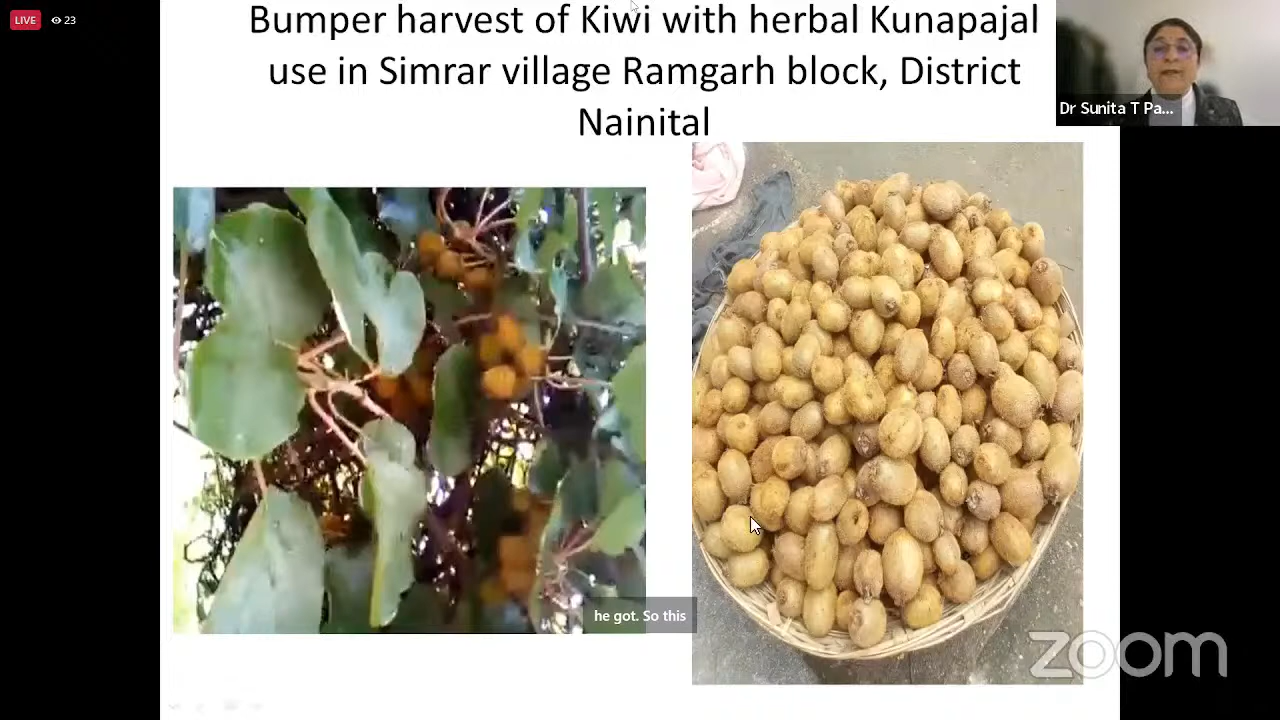 LIVE
23
Bumper harvest of Kiwi with herbal Kunapajal
use in Simrar village Ramgarh block, District
Nainital
Dr Sunita T Pa...
he got. So this
zoom